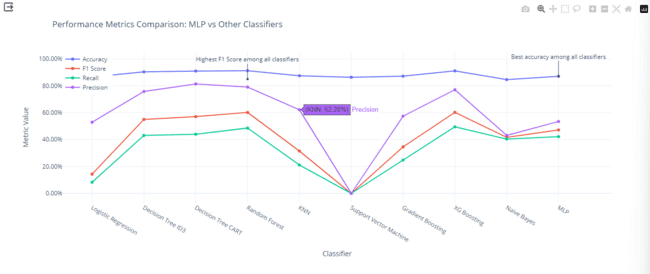 Performance Metrics Comparison: MLP vs Other Classifiers
Highest F1 Score among all classifiers
Best accuracy among all classifiers
Accuracy
F1 Score
Recall
Precision
100.00%
80.00%
60.00%
40.00%
20.00%
0.00%
Metric Value
(KNN, 62.20%) Precision
Logistic Regression
Decision Tree ID3
Decision Tree CART
Random Forest
KNN
Support Vector Machine
Gradient Boosting
XG Boosting
Naive Bayes
MLP
Classifier